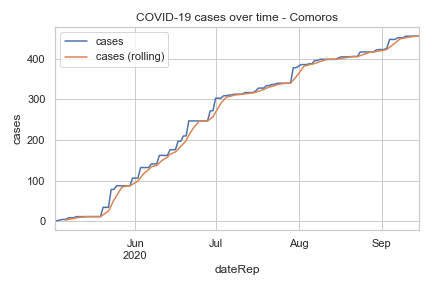 COVID-19 cases over time - Comoros
cases
cases (rolling)
400
300
200
100
0
cases
Jun
2020
Jul
Aug
Sep
dateRep